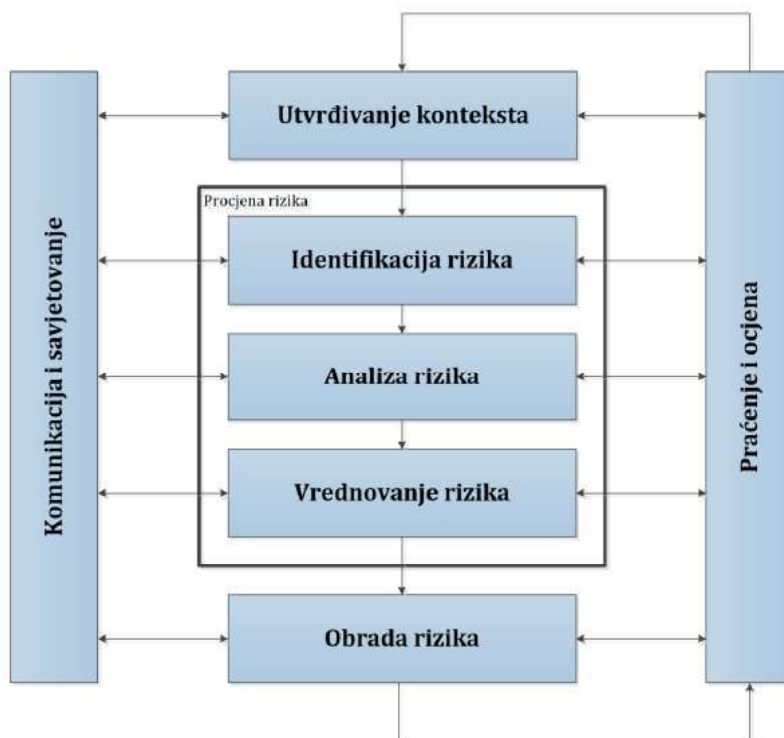 Utvrđivanje konteksta
Procjena rizika
Identifikacija rizika
Analiza rizika
Vrednovanje rizika
Obrada rizika
Komunikacija i savjetovanje
Praćenje i ocjena